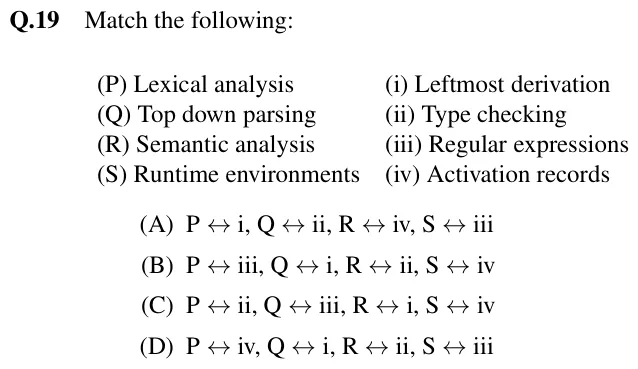 Q.19 Match the following:
(P) Lexical analysis (i) Leftmost derivation
(Q) Top down parsing (ii) Type checking
(R) Semantic analysis (iii) Regular expressions
(S) Runtime environments (iv) Activation records
(A) P ↔ i, Q ↔ ii, R ↔ iv, S ↔ iii
(B) P ↔ iii, Q ↔ i, R ↔ ii, S ↔ iv
(C) P ↔ ii, Q ↔ iii, R ↔ i, S ↔ iv
(D) P ↔ iv, Q ↔ i, R ↔ ii, S ↔ iii